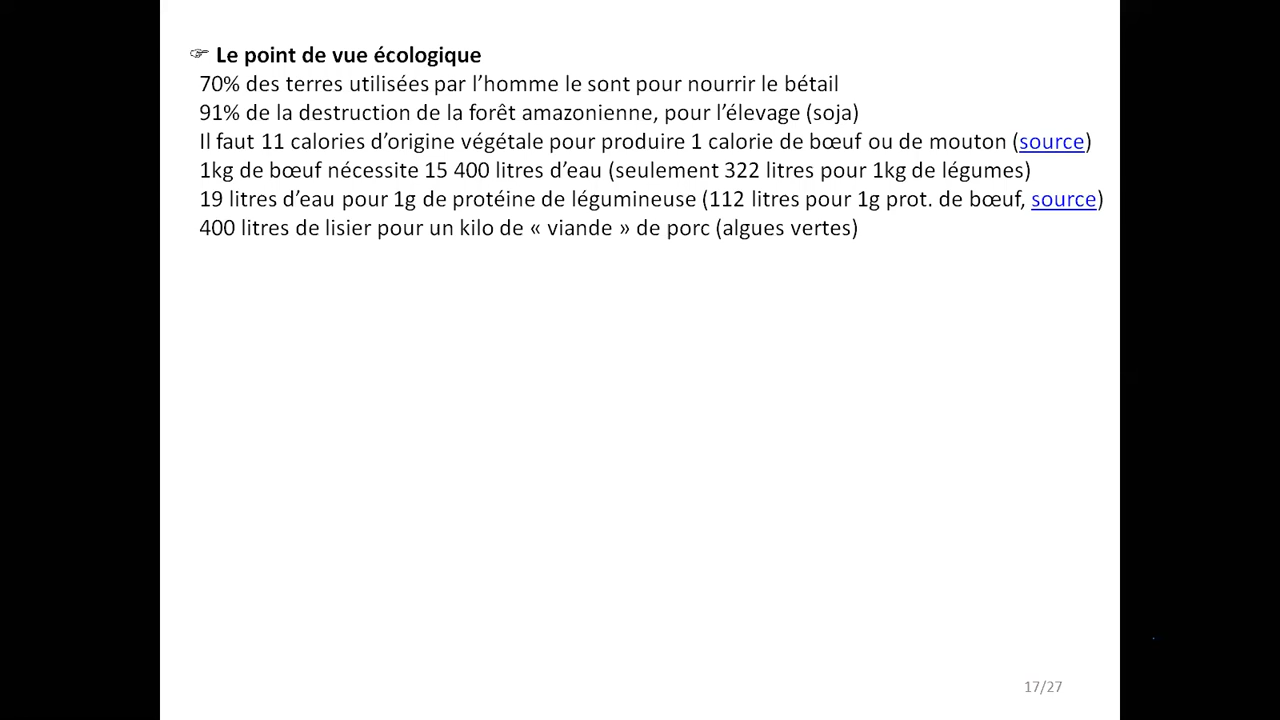 ☞ Le point de vue écologique
70% des terres utilisées par l’homme le sont pour nourrir le bétail
91% de la destruction de la forêt amazonienne, pour l’élevage (soja)
Il faut 11 calories d’origine végétale pour produire 1 calorie de bœuf ou de mouton (source)
1kg de bœuf nécessite 15 400 litres d’eau (seulement 322 litres pour 1kg de légumes)
19 litres d’eau pour 1g de protéine de légumineuse (112 litres pour 1g prot. de bœuf, source)
400 litres de lisier pour un kilo de « viande » de porc (algues vertes)
17/27